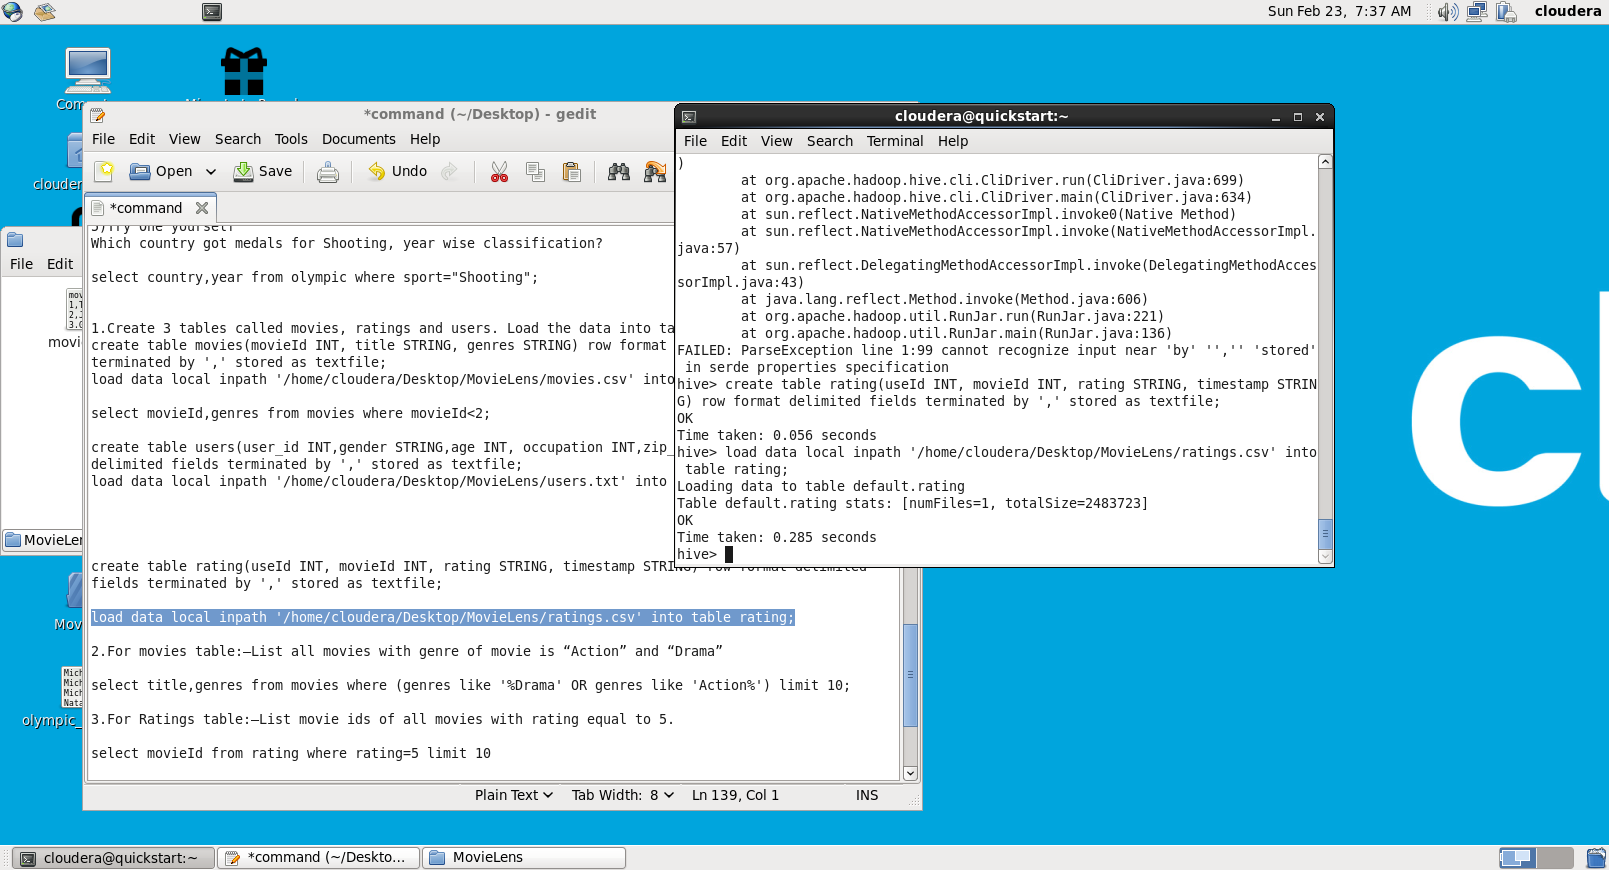 Sun Feb 23, 7:37 AM
cloudera
*command (~/Desktop) - gedit
File Edit View Search Tools Documents Help
Open Save Undo
*command
Which country got medals for Shooting, year wise classification?
select country,year from olympic where sport="Shooting";
1.Create 3 tables called movies, ratings and users. Load the data into ta
create table movies(movieId INT, title STRING, genres STRING) row format
terminated by ',' stored as textfile;
load data local inpath '/home/cloudera/Desktop/MovieLens/movies.csv' into
select movieId,genres from movies where movieId<2;
create table users(user_id INT,gender STRING,age INT, occupation INT,zip_
delimited fields terminated by ',' stored as textfile;
load data local inpath '/home/cloudera/Desktop/MovieLens/users.txt' into
create table rating(useId INT, movieId INT, rating STRING, timestamp STRING) row format delimited
fields terminated by ',' stored as textfile;
load data local inpath '/home/cloudera/Desktop/MovieLens/ratings.csv' into table rating;
2.For movies table:–List all movies with genre of movie is “Action” and “Drama”
select title,genres from movies where (genres like '%Drama' OR genres like 'Action%') limit 10;
3.For Ratings table:–List movie ids of all movies with rating equal to 5.
select movieId from rating where rating=5 limit 10
Plain Text Tab Width: 8 Ln 139, Col 1 INS
cloudera@quickstart:~
File Edit View Search Terminal Help
)
at org.apache.hadoop.hive.cli.CliDriver.run(CliDriver.java:699)
at org.apache.hadoop.hive.cli.CliDriver.main(CliDriver.java:634)
at sun.reflect.NativeMethodAccessorImpl.invoke0(Native Method)
at sun.reflect.NativeMethodAccessorImpl.invoke(NativeMethodAccessorImpl.
java:57)
at sun.reflect.DelegatingMethodAccessorImpl.invoke(DelegatingMethodAcces
sorImpl.java:43)
at java.lang.reflect.Method.invoke(Method.java:606)
at org.apache.hadoop.util.RunJar.run(RunJar.java:221)
at org.apache.hadoop.util.RunJar.main(RunJar.java:136)
FAILED: ParseException line 1:99 cannot recognize input near 'by' '','' 'stored'
in serde properties specification
hive> create table rating(useId INT, movieId INT, rating STRING, timestamp STRIN
G) row format delimited fields terminated by ',' stored as textfile;
OK
Time taken: 0.056 seconds
hive> load data local inpath '/home/cloudera/Desktop/MovieLens/ratings.csv' into
table rating;
Loading data to table default.rating
Table default.rating stats: [numFiles=1, totalSize=2483723]
OK
Time taken: 0.285 seconds
hive>
File Edit
movie
MovieLen
Mov
Mich
Mich
Mich
Nata
olympic_
cl
cloudera@quickstart:~
*command (~/Deskto...
MovieLens